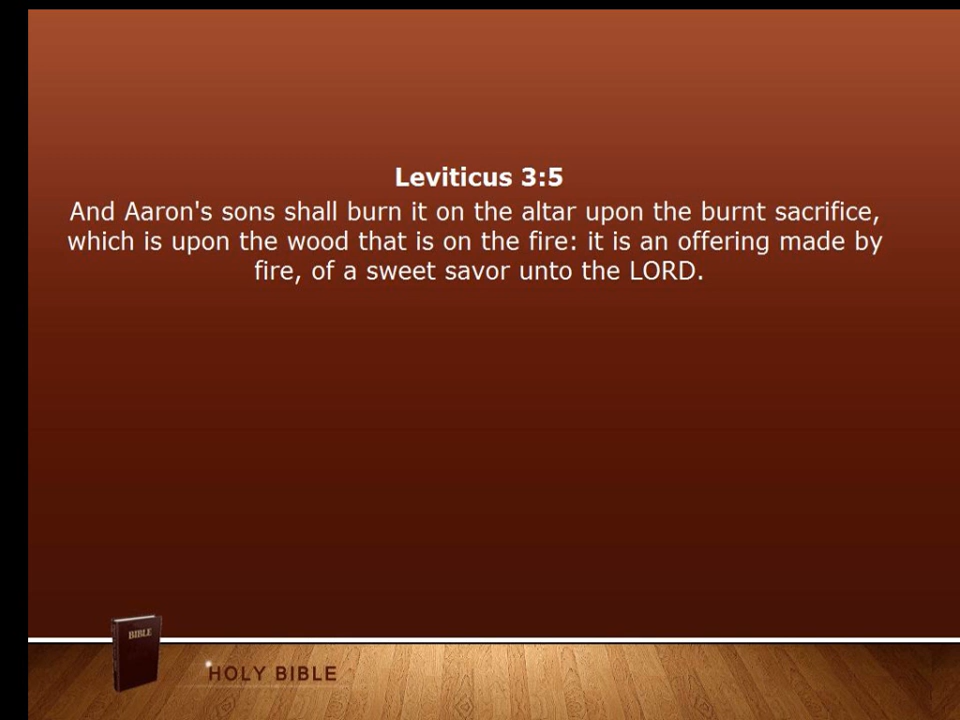 Leviticus 3:5
And Aaron's sons shall burn it on the altar upon the burnt sacrifice,
which is upon the wood that is on the fire: it is an offering made by
fire, of a sweet savor unto the LORD.
BIBLE
HOLY BIBLE